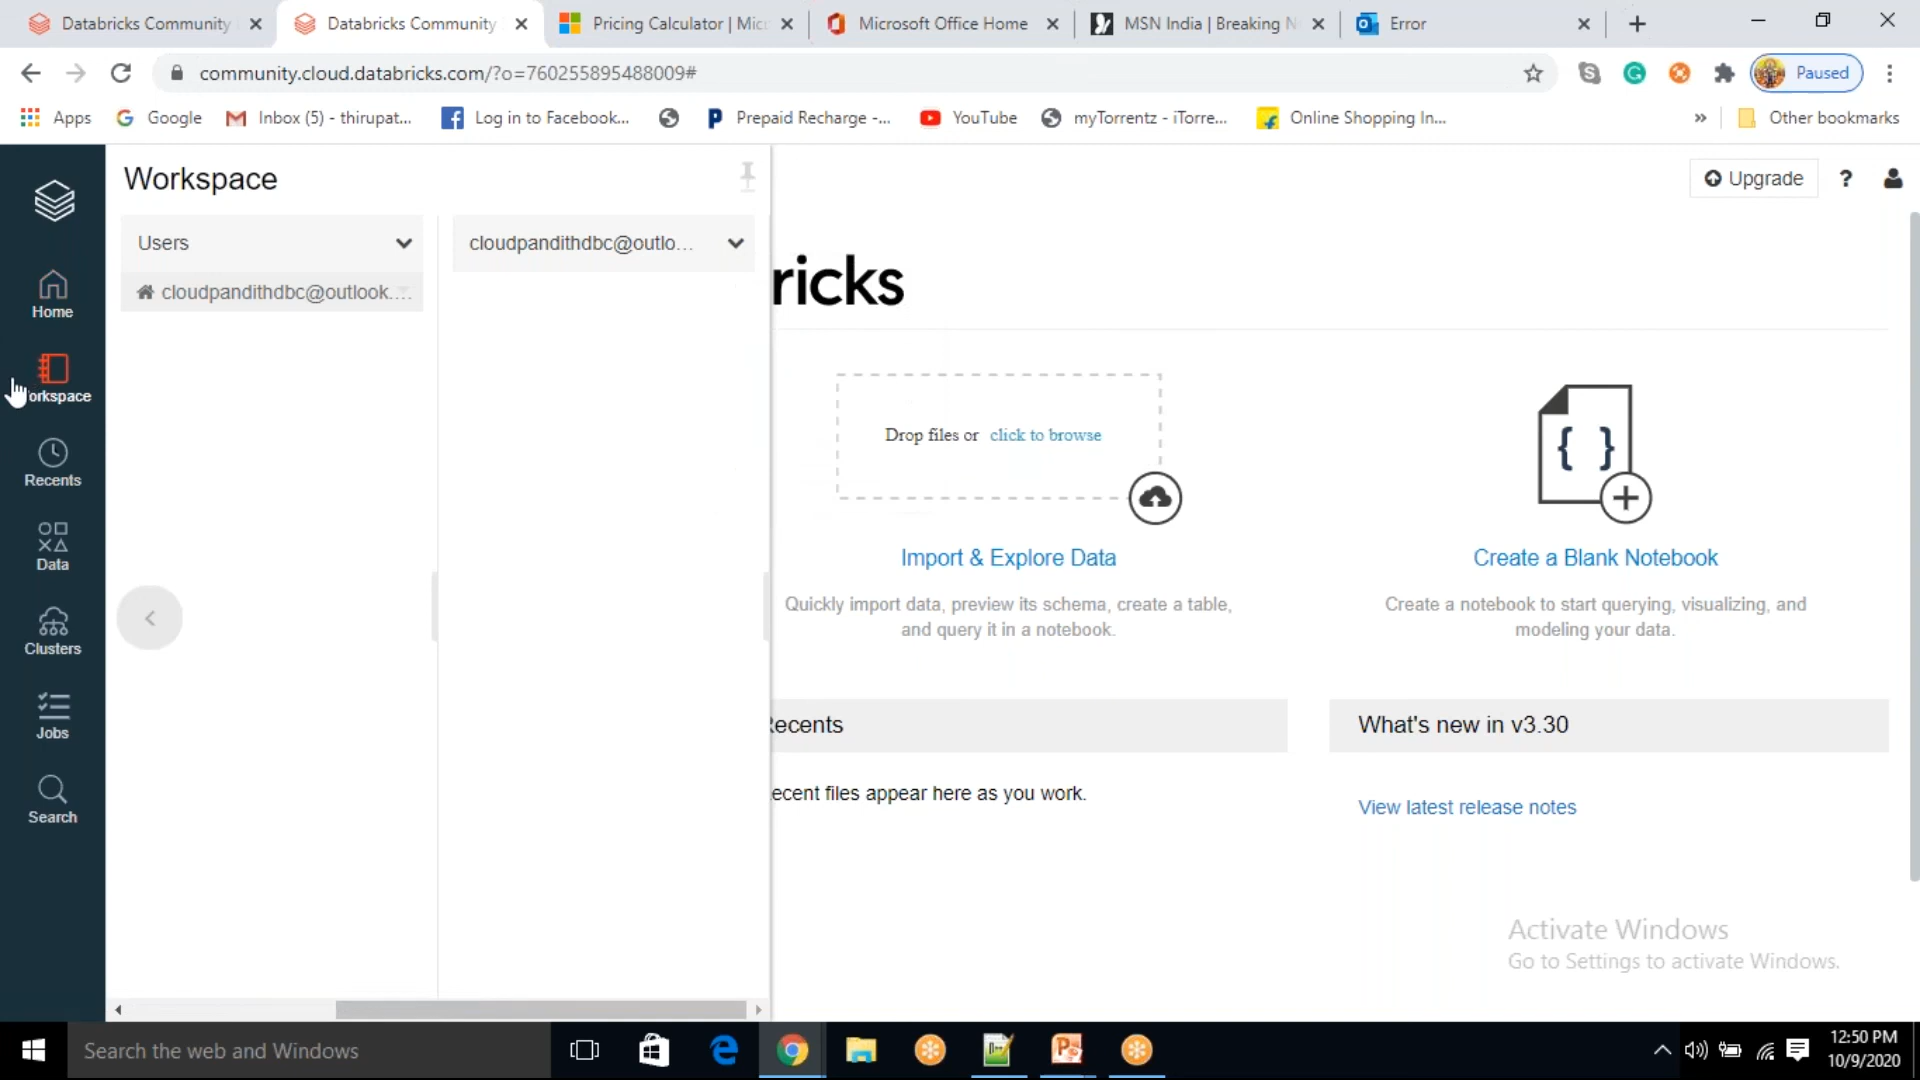 Databricks Community
Databricks Community
Pricing Calculator | Mic
Microsoft Office Home
MSN India | Breaking N
Error
community.cloud.databricks.com/?o=760255895488009#
Paused
Apps
Google
Inbox (5) - thirupat...
Log in to Facebook...
Prepaid Recharge -...
YouTube
myTorrentz - iTorre...
Online Shopping In...
Other bookmarks
Workspace
Upgrade
Users
cloudpandithdbc@outlo...
cloudpandithdbc@outlook....
ricks
Home
orkspace
Recents
Data
Clusters
Jobs
Search
Drop files or click to browse
Import & Explore Data
Quickly import data, preview its schema, create a table,
and query it in a notebook.
Create a Blank Notebook
Create a notebook to start querying, visualizing, and
modeling your data.
Recents
ecent files appear here as you work.
What's new in v3.30
View latest release notes
Activate Windows
Go to Settings to activate Windows.
Search the web and Windows
12:50 PM
10/9/2020